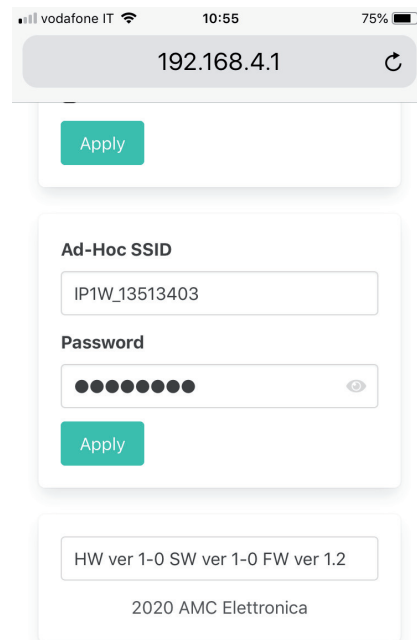 vodafone IT 10:55 75%
192.168.4.1
Apply
Ad-Hoc SSID
IP1W_13513403
Password
●●●●●●●●
Apply
HW ver 1-0 SW ver 1-0 FW ver 1.2
2020 AMC Elettronica